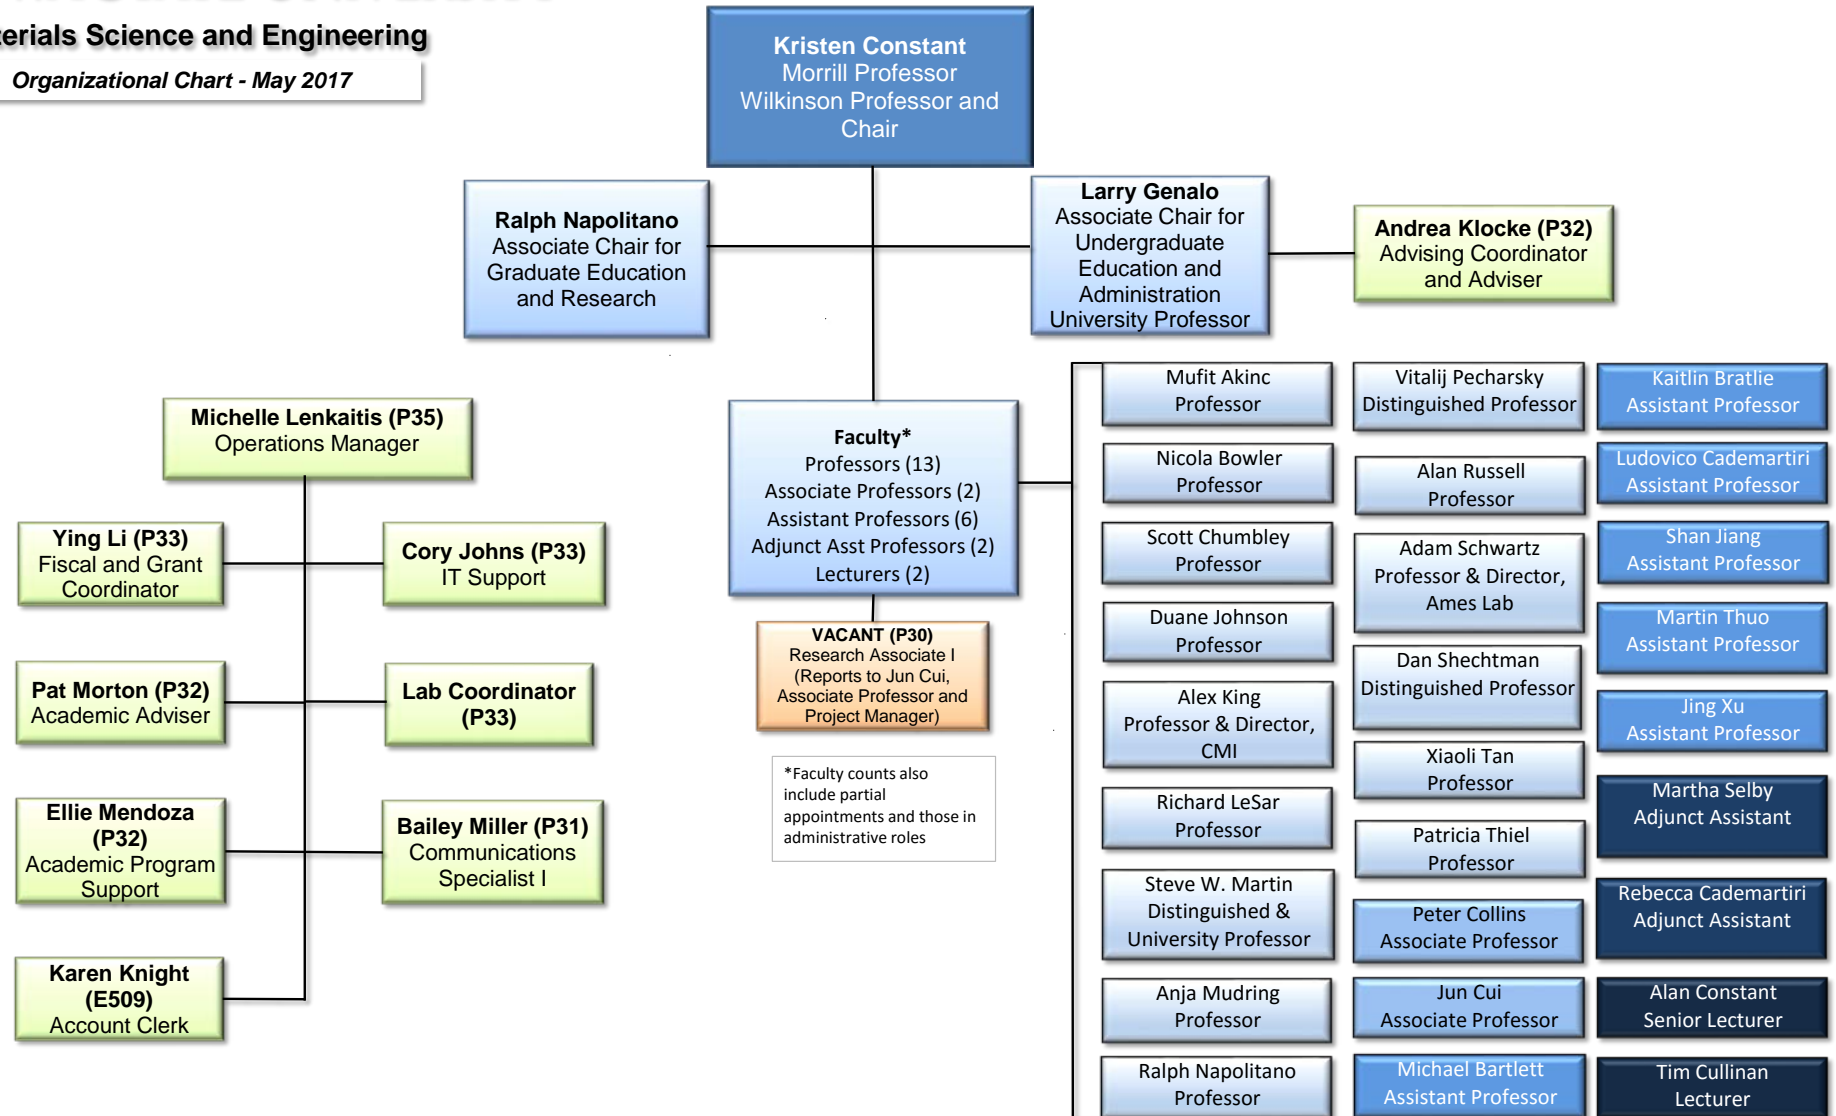 terials Science and Engineering
Organizational Chart - May 2017
Kristen Constant
Morrill Professor
Wilkinson Professor and
Chair
Ralph Napolitano
Associate Chair for
Graduate Education
and Research
Larry Genalo
Associate Chair for
Undergraduate
Education and
Administration
University Professor
Andrea Klocke (P32)
Advising Coordinator
and Adviser
Michelle Lenkaitis (P35)
Operations Manager
Ying Li (P33)
Fiscal and Grant
Coordinator
Cory Johns (P33)
IT Support
Pat Morton (P32)
Academic Adviser
Lab Coordinator
(P33)
Ellie Mendoza
(P32)
Academic Program
Support
Bailey Miller (P31)
Communications
Specialist I
Karen Knight
(E509)
Account Clerk
Faculty*
Professors (13)
Associate Professors (2)
Assistant Professors (6)
Adjunct Asst Professors (2)
Lecturers (2)
VACANT (P30)
Research Associate I
(Reports to Jun Cui,
Associate Professor and
Project Manager)
*Faculty counts also
include partial
appointments and those in
administrative roles
Mufit Akinc
Professor
Nicola Bowler
Professor
Scott Chumbley
Professor
Duane Johnson
Professor
Alex King
Professor & Director,
CMI
Richard LeSar
Professor
Steve W. Martin
Distinguished &
University Professor
Anja Mudring
Professor
Ralph Napolitano
Professor
Vitalij Pecharsky
Distinguished Professor
Alan Russell
Professor
Adam Schwartz
Professor & Director,
Ames Lab
Dan Shechtman
Distinguished Professor
Xiaoli Tan
Professor
Patricia Thiel
Professor
Peter Collins
Associate Professor
Jun Cui
Associate Professor
Michael Bartlett
Assistant Professor
Kaitlin Bratlie
Assistant Professor
Ludovico Cademartiri
Assistant Professor
Shan Jiang
Assistant Professor
Martin Thuo
Assistant Professor
Jing Xu
Assistant Professor
Martha Selby
Adjunct Assistant
Rebecca Cademartiri
Adjunct Assistant
Alan Constant
Senior Lecturer
Tim Cullinan
Lecturer